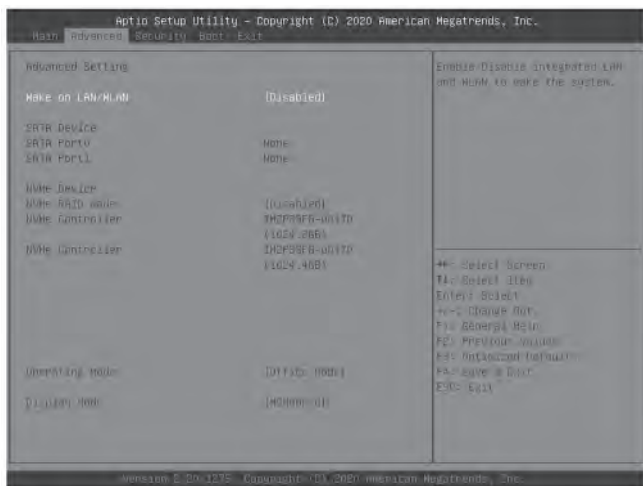 Aptio Setup Utility – Copyright (C) 2020 American Megatrends, Inc.
Main Advanced Security Boot Exit
Advanced Setting
Wake on LAN/WLAN [Disabled]
SATA Device
SATA Port0 None
SATA Port1 None
NVMe Device
NVMe RAID mode [Disabled]
NVMe Controller
NVMe Controller
Operating Mode [Office Mode]
Display Mode
Enable/Disable integrated LAN
and WLAN to wake the system.
: Select Screen
: Select Item
Enter: Select
+/-: Change Opt.
F1: General Help
F2: Previous Values
F3: Optimized Defaults
F4: Save & Exit
ESC: Exit
Version 2.20.1275. Copyright (C) 2020 American Megatrends, Inc.